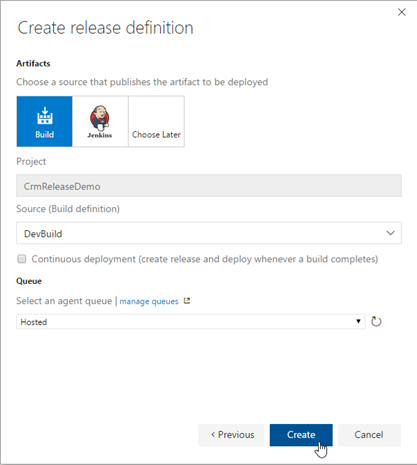 Create release definition
Artifacts
Choose a source that publishes the artifact to be deployed
Build
Jenkins
Choose Later
Project
CrmReleaseDemo
Source (Build definition)
DevBuild
Continuous deployment (create release and deploy whenever a build completes)
Queue
Select an agent queue | manage queues
Hosted
< Previous
Create
Cancel